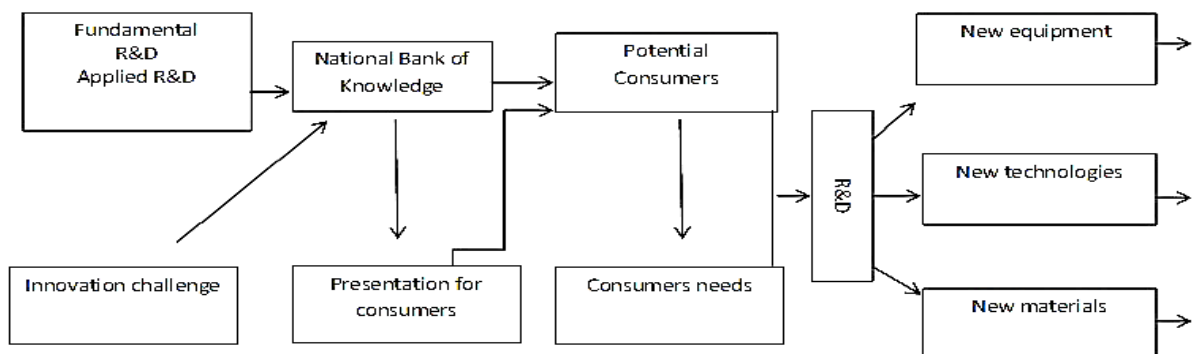 Fundamental
R&D
Applied R&D
National Bank of
Knowledge
Potential
Consumers
New equipment
R&D
New technologies
Innovation challenge
Presentation for
consumers
Consumers needs
New materials